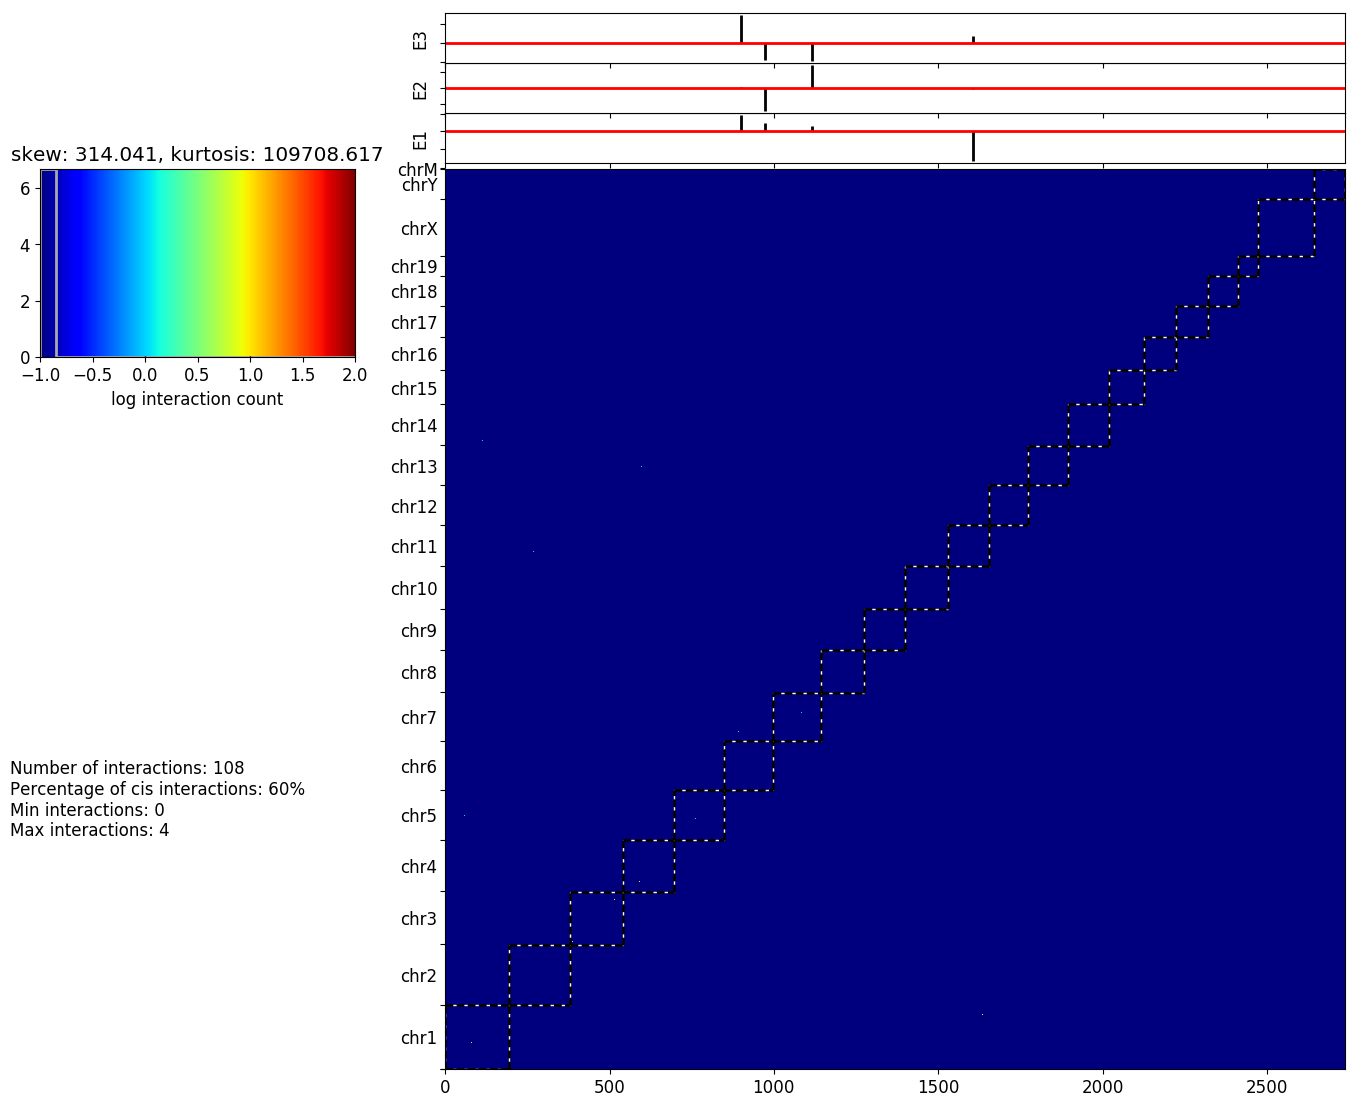 E3
E2
E1
skew: 314.041, kurtosis: 109708.617
6
4
2
0
−1.0 −0.5 0.0 0.5 1.0 1.5 2.0
log interaction count
chrM
chrY
chrX
chr19
chr18
chr17
chr16
chr15
chr14
chr13
chr12
chr11
chr10
chr9
chr8
chr7
chr6
chr5
chr4
chr3
chr2
chr1
Number of interactions: 108
Percentage of cis interactions: 60%
Min interactions: 0
Max interactions: 4
0 500 1000 1500 2000 2500